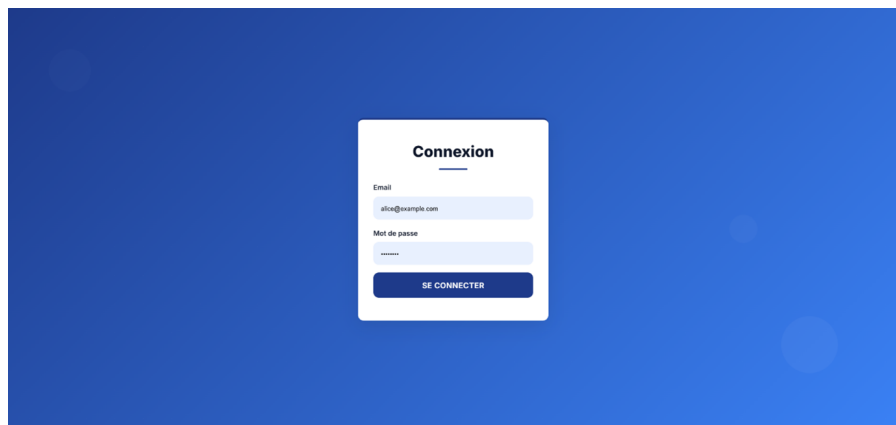 Connexion
Email
alice@example.com
Mot de passe
••••••••
SE CONNECTER